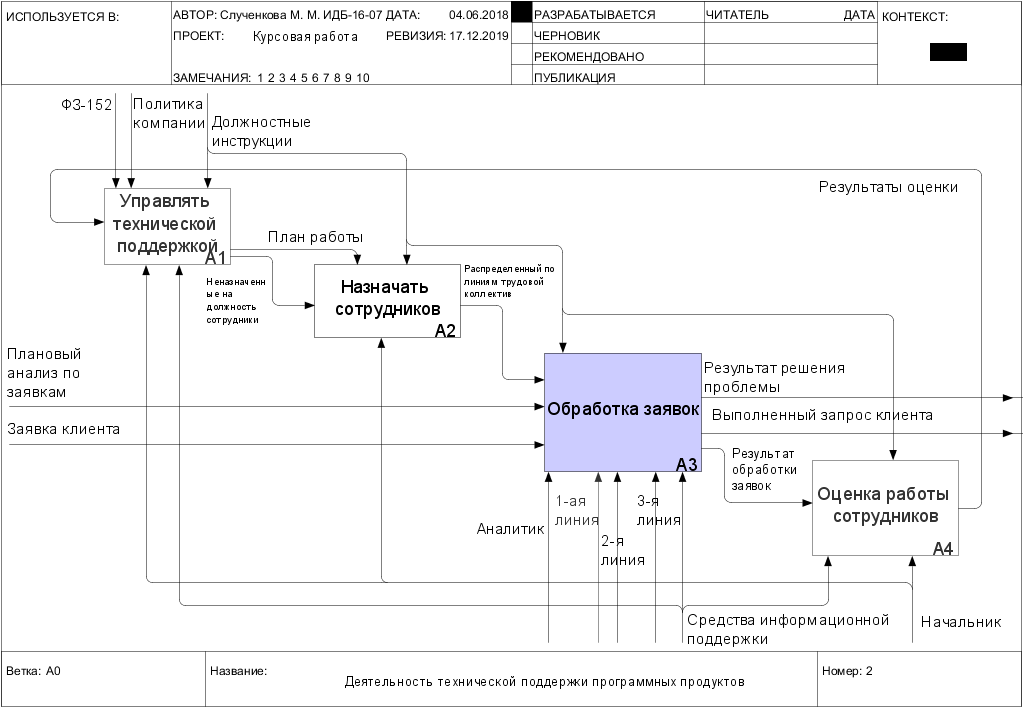 ИСПОЛЬЗУЕТСЯ В:
АВТОР: Слученкова М. М. ИДБ-16-07 ДАТА: 04.06.2018
РАЗРАБАТЫВАЕТСЯ
ЧИТАТЕЛЬ ДАТА
КОНТЕКСТ:
ПРОЕКТ: Курсовая работа РЕВИЗИЯ: 17.12.2019
ЧЕРНОВИК
РЕКОМЕНДОВАНО
ЗАМЕЧАНИЯ: 1 2 3 4 5 6 7 8 9 10
ПУБЛИКАЦИЯ
ФЗ-152
Политика
компании
Должностные
инструкции
Результаты оценки
Управлять
технической
поддержкой
A1
План работы
Неназначенн
ые на
должность
сотрудники
Назначать
сотрудников
A2
Распределенный по
линиям трудовой
коллектив
Плановый
анализ по
заявкам
Заявка клиента
Обработка заявок
A3
Результат решения
проблемы
Выполненный запрос клиента
Результат
обработки
заявок
Оценка работы
сотрудников
A4
Аналитик
1-ая
линия
2-я
линия
3-я
линия
Средства информационной
поддержки
Начальник
Ветка: A0
Название:
Деятельность технической поддержки программных продуктов
Номер: 2